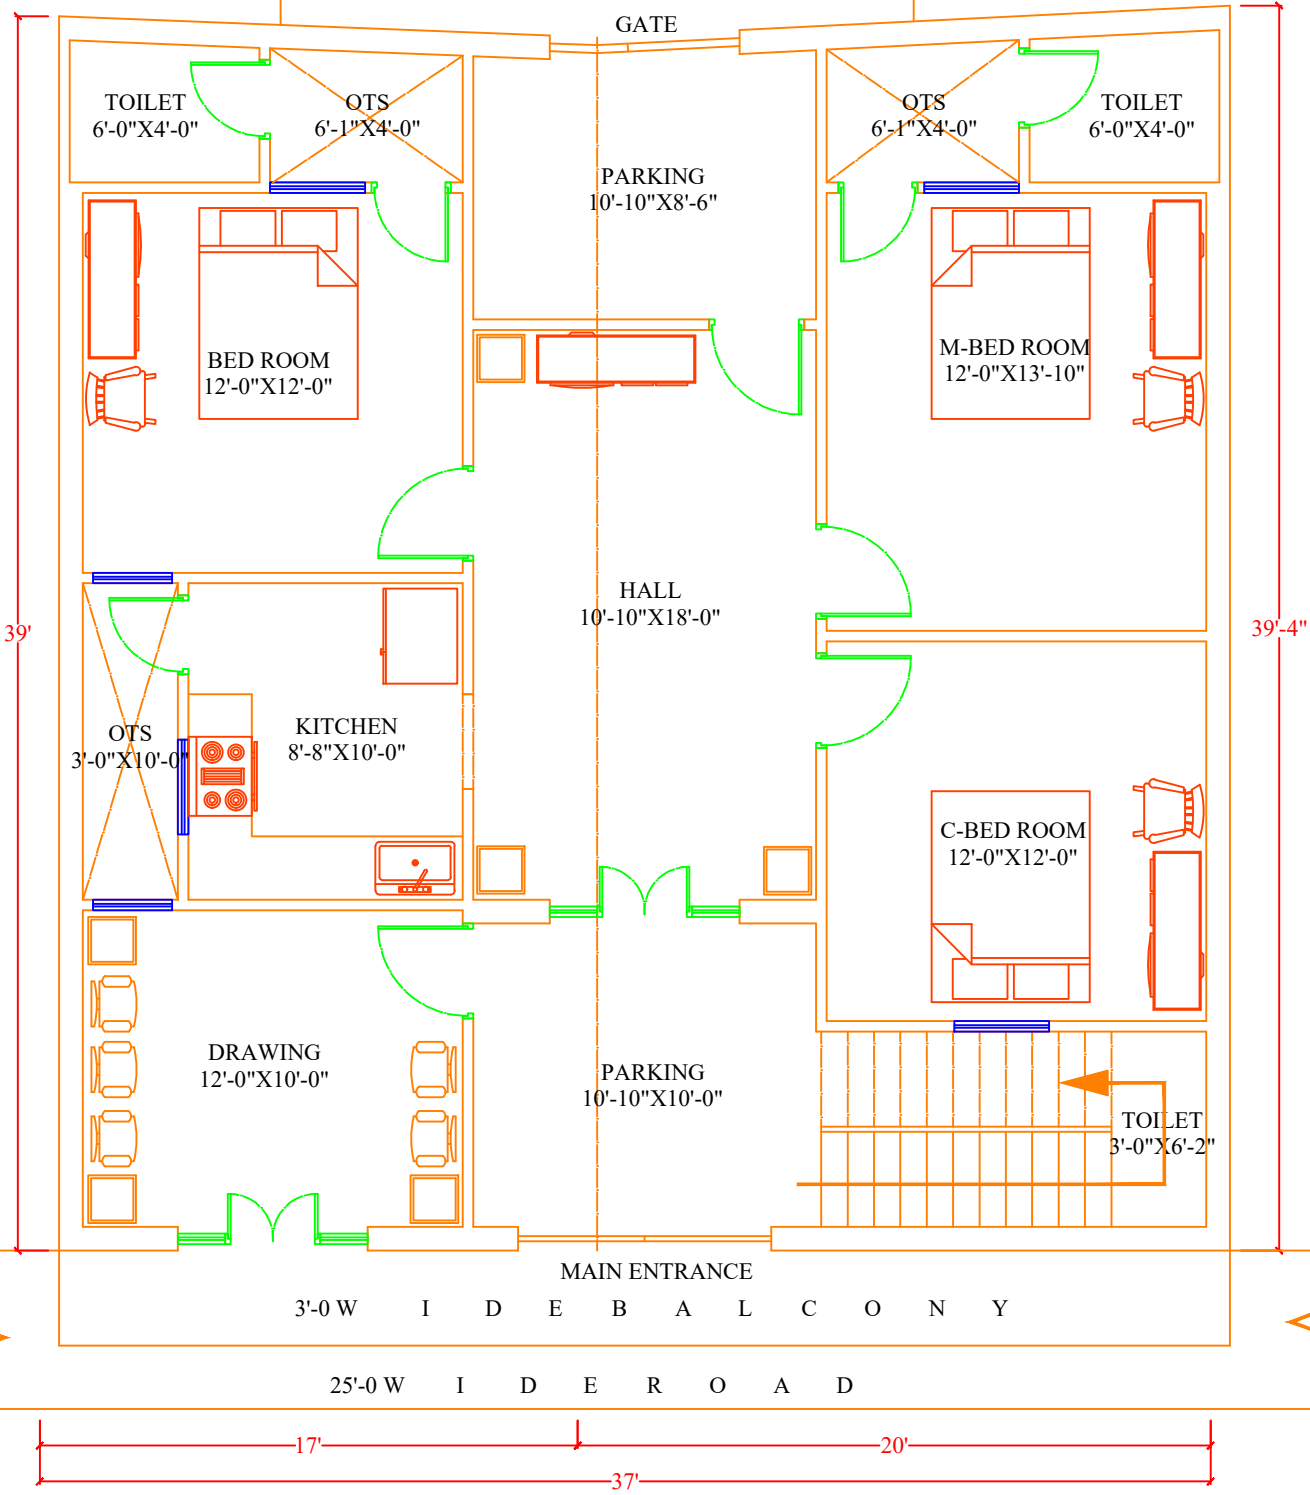 GATE
TOILET
6'-0"X4'-0"
OTS
6'-1"X4'-0"
OTS
6'-1"X4'-0"
TOILET
6'-0"X4'-0"
PARKING
10'-10"X8'-6"
BED ROOM
12'-0"X12'-0"
M-BED ROOM
12'-0"X13'-10"
HALL
10'-10"X18'-0"
39'
39'-4"
OTS
3'-0"X10'-0"
KITCHEN
8'-8"X10'-0"
C-BED ROOM
12'-0"X12'-0"
DRAWING
12'-0"X10'-0"
PARKING
10'-10"X10'-0"
TOILET
3'-0"X6'-2"
MAIN ENTRANCE
3'-0 W I D E B A L C O N Y
25'-0 W I D E R O A D
17'
20'
37'